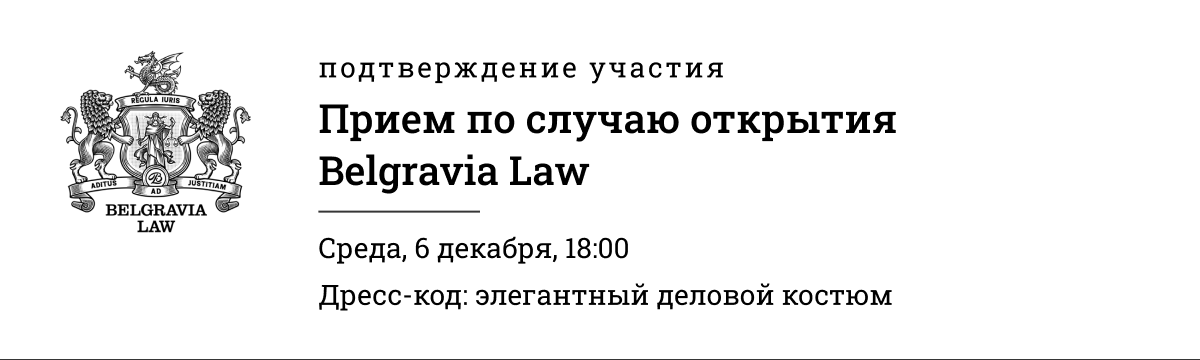 REGULA IURIS
ADITUS AD JUSTITIAM
BELGRAVIA
LAW
подтверждение участия
Прием по случаю открытия
Belgravia Law
Среда, 6 декабря, 18:00
Дресс-код: элегантный деловой костюм